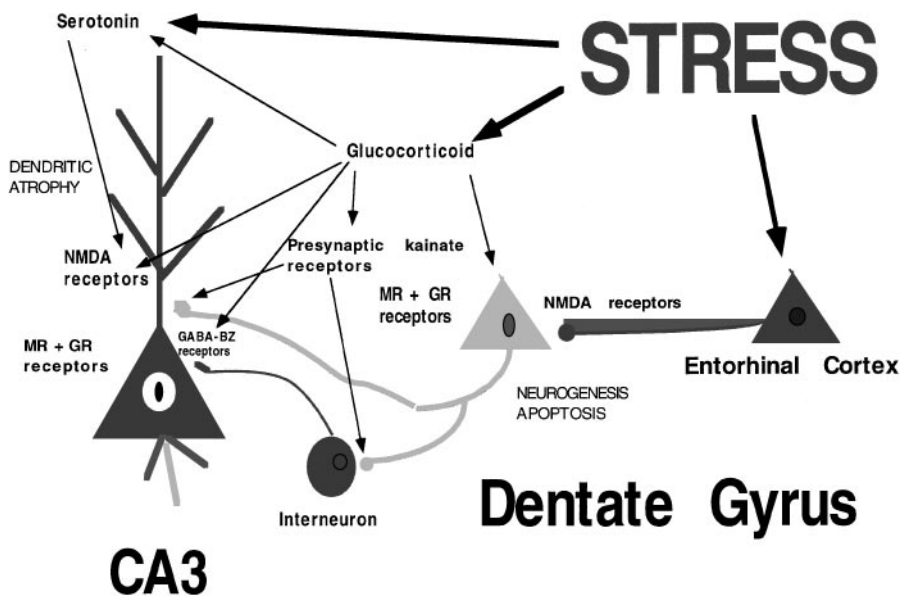 Serotonin
STRESS
DENDRITIC
ATROPHY
Glucocorticoid
NMDA
receptors
Presynaptic kainate
receptors
MR + GR
receptors
NMDA receptors
MR + GR
receptors
GABA-BZ
receptors
Entorhinal Cortex
NEUROGENESIS
APOPTOSIS
Interneuron
Dentate Gyrus
CA3